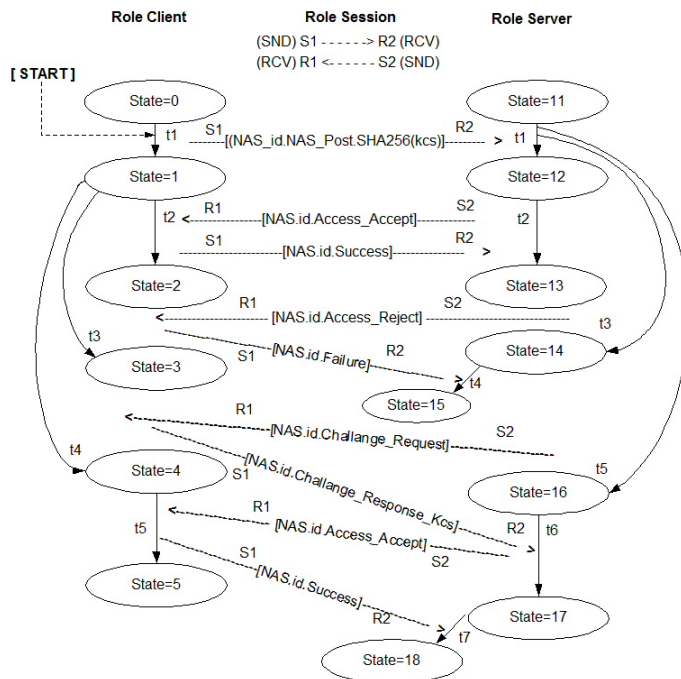 Role Client Role Session Role Server
(SND) S1 - - - - - - > R2 (RCV)
(RCV) R1 <- - - - - - S2 (SND)
[ START ]
State=0 State=11
t1 S1 -------[(NAS_id.NAS_Post.SHA256(kcs)]------- > R2 t1
State=1 State=12
t2 R1 <---------------[NAS.id.Access_Accept]--------------- S2 t2
S1 --------------------[NAS.id.Success]---------------- > R2
State=2 State=13
R1 <---------------------[NAS.id.Access_Reject]--------------------- S2
t3 S1 [NAS.id.Failure] R2 > State=14 t3
State=3 t4
State=15
R1 <[NAS.id.Challange_Request] S2
t4 S1 [NAS.id.Challange_Response_Kcs] R2 > t5
State=4 State=16
t5 R1 <[NAS.id.Access_Accept] S2 t6
S1 [NAS.id.Success] R2 >
State=5 State=17
t7
State=18